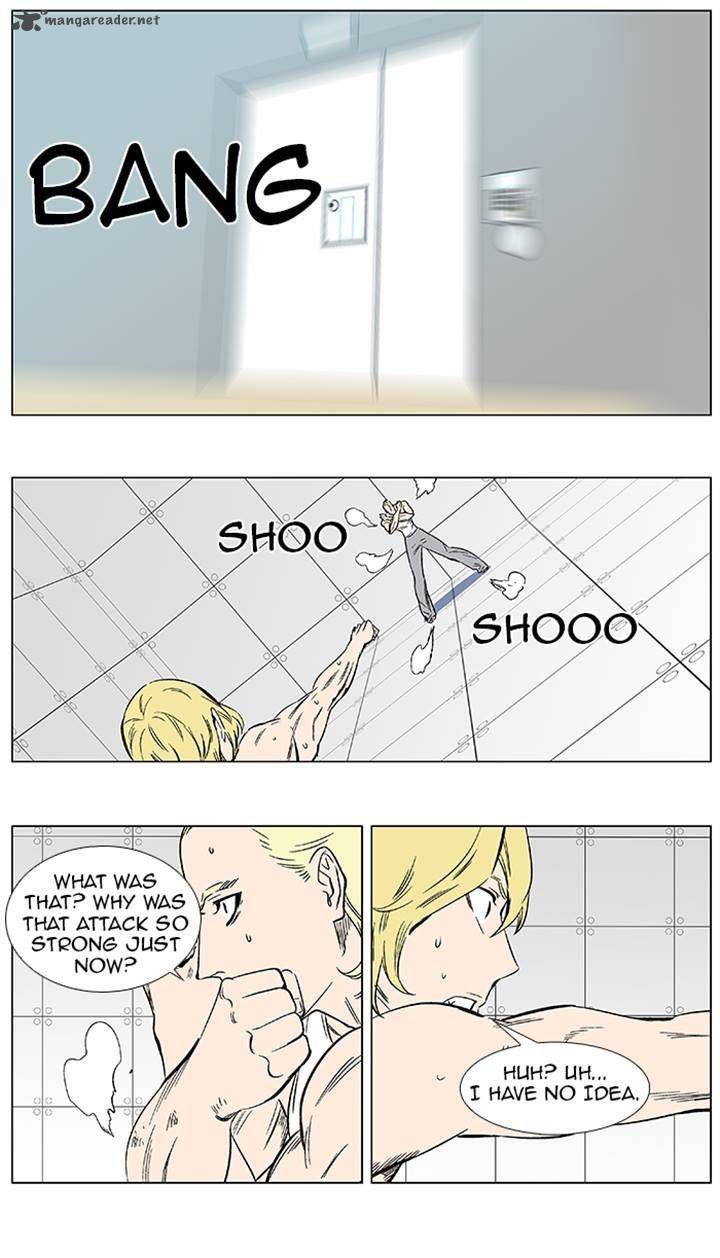 mangareader.net
BANG
SHOO
SHOOO
WHAT WAS
THAT? WHY WAS
THAT ATTACK SO
STRONG JUST
NOW?
HUH? UH...
I HAVE NO IDEA.